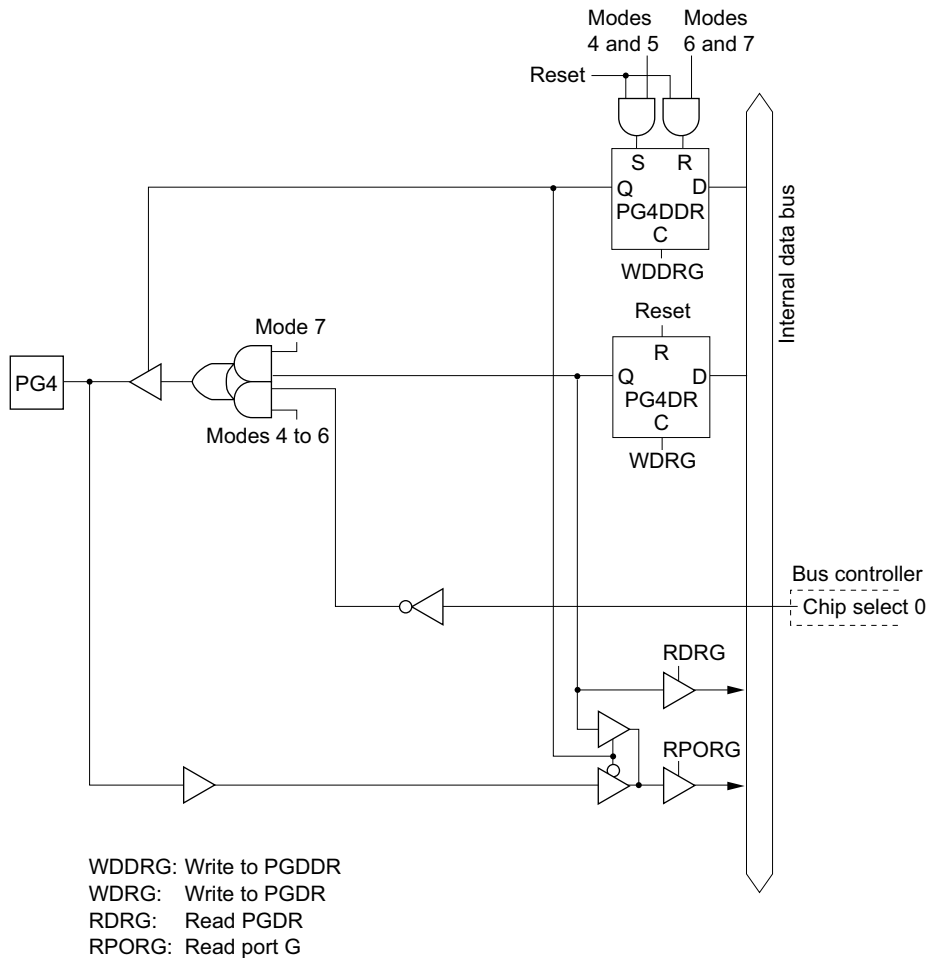 Modes
4 and 5
Modes
6 and 7
Reset
S R
Q D
PG4DDR
C
WDDRG
Internal data bus
Reset
Mode 7
R
PG4
Q D
PG4DR
C
Modes 4 to 6
WDRG
Bus controller
Chip select 0
RDRG
RPORG
WDDRG: Write to PGDDR
WDRG: Write to PGDR
RDRG: Read PGDR
RPORG: Read port G